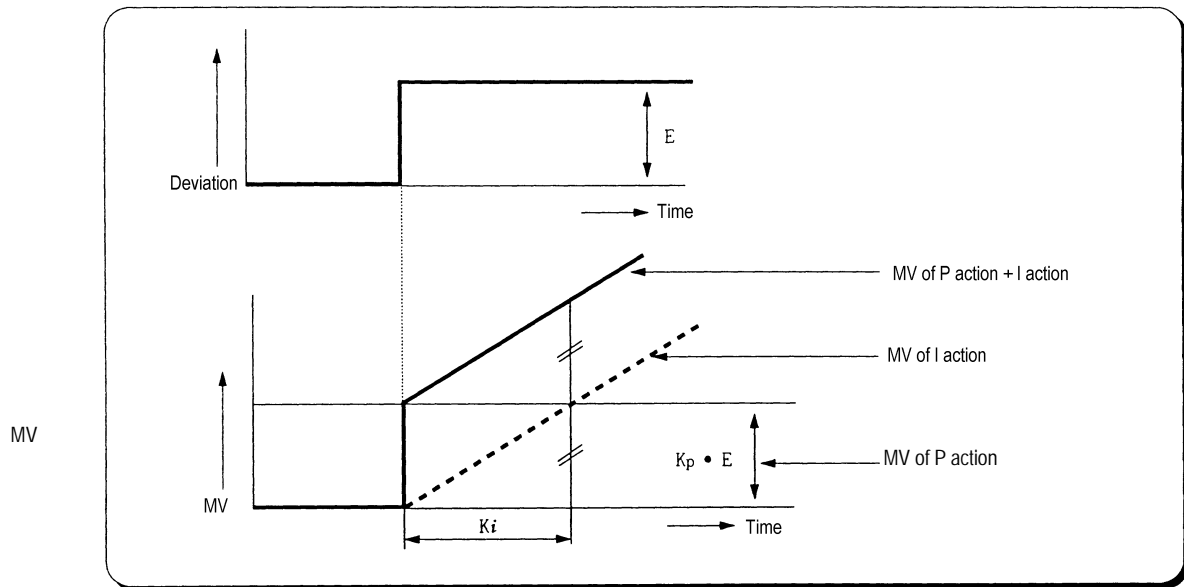 E
Deviation
Time
MV of P action + I action
MV of I action
MV
Kp • E
MV of P action
MV
Time
Ki